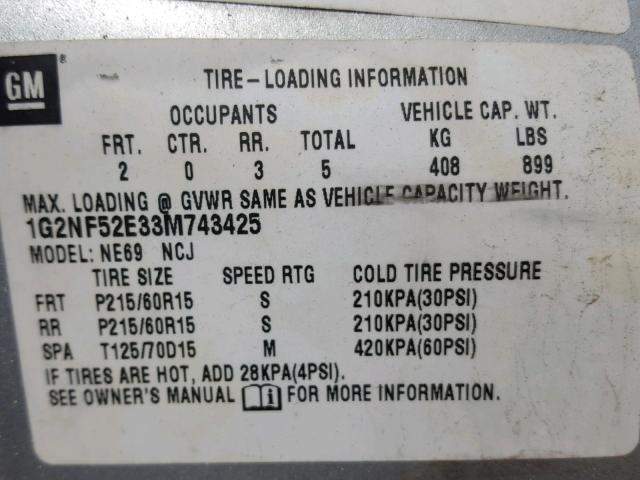 GM ®
TIRE-LOADING INFORMATION
OCCUPANTS VEHICLE CAP. WT.
FRT. CTR. RR. TOTAL KG LBS
2 0 3 5 408 899
MAX. LOADING @ GVWR SAME AS VEHICLE CAPACITY WEIGHT.
1G2NF52E33M743425
MODEL: NE69 NCJ
TIRE SIZE SPEED RTG COLD TIRE PRESSURE
FRT P215/60R15 S 210KPA(30PSI)
RR P215/60R15 S 210KPA(30PSI)
SPA T125/70D15 M 420KPA(60PSI)
IF TIRES ARE HOT, ADD 28KPA(4PSI).
SEE OWNER'S MANUAL FOR MORE INFORMATION.